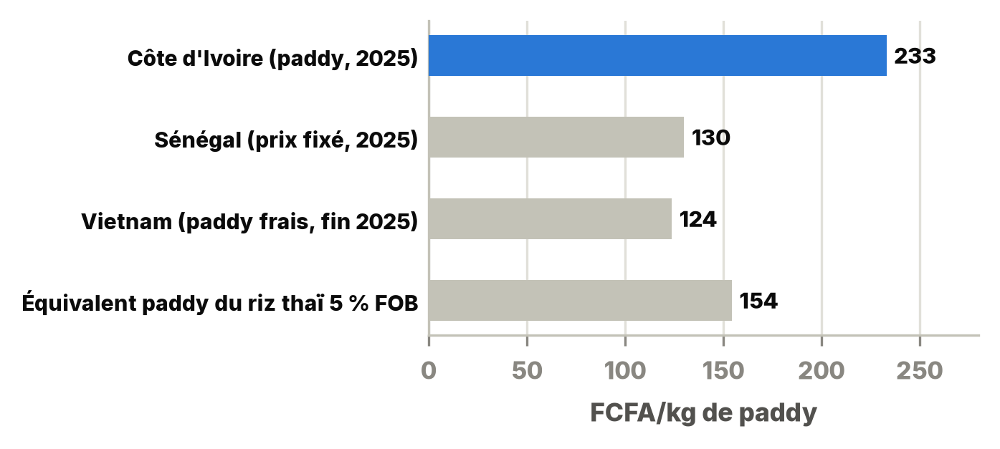 Côte d'Ivoire (paddy, 2025)
233
Sénégal (prix fixé, 2025)
130
Vietnam (paddy frais, fin 2025)
124
Équivalent paddy du riz thaï 5 % FOB
154
0 50 100 150 200 250
FCFA/kg de paddy